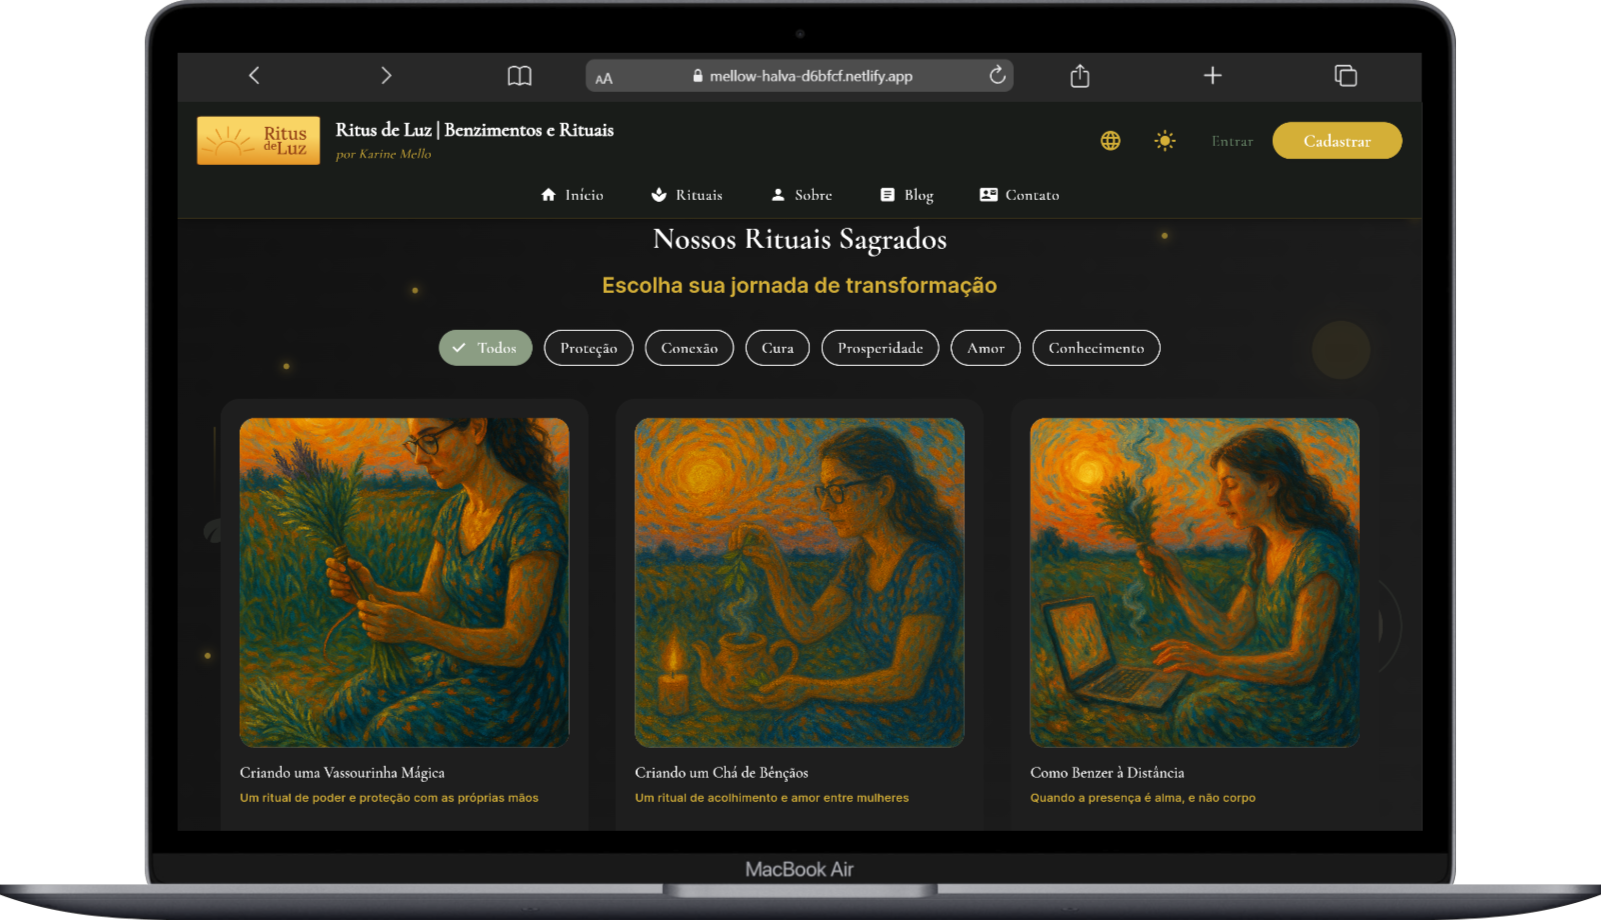 AA mellow-halva-d6bfcf.netlify.app
Ritus
de Luz
Ritus de Luz | Benzimentos e Rituais
por Karine Mello
Entrar
Cadastrar
Início Rituais Sobre Blog Contato
Nossos Rituais Sagrados
Escolha sua jornada de transformação
Todos Proteção Conexão Cura Prosperidade Amor Conhecimento
Criando uma Vassourinha Mágica
Um ritual de poder e proteção com as próprias mãos
Criando um Chá de Bênçãos
Um ritual de acolhimento e amor entre mulheres
Como Benzer à Distância
Quando a presença é alma, e não corpo
MacBook Air